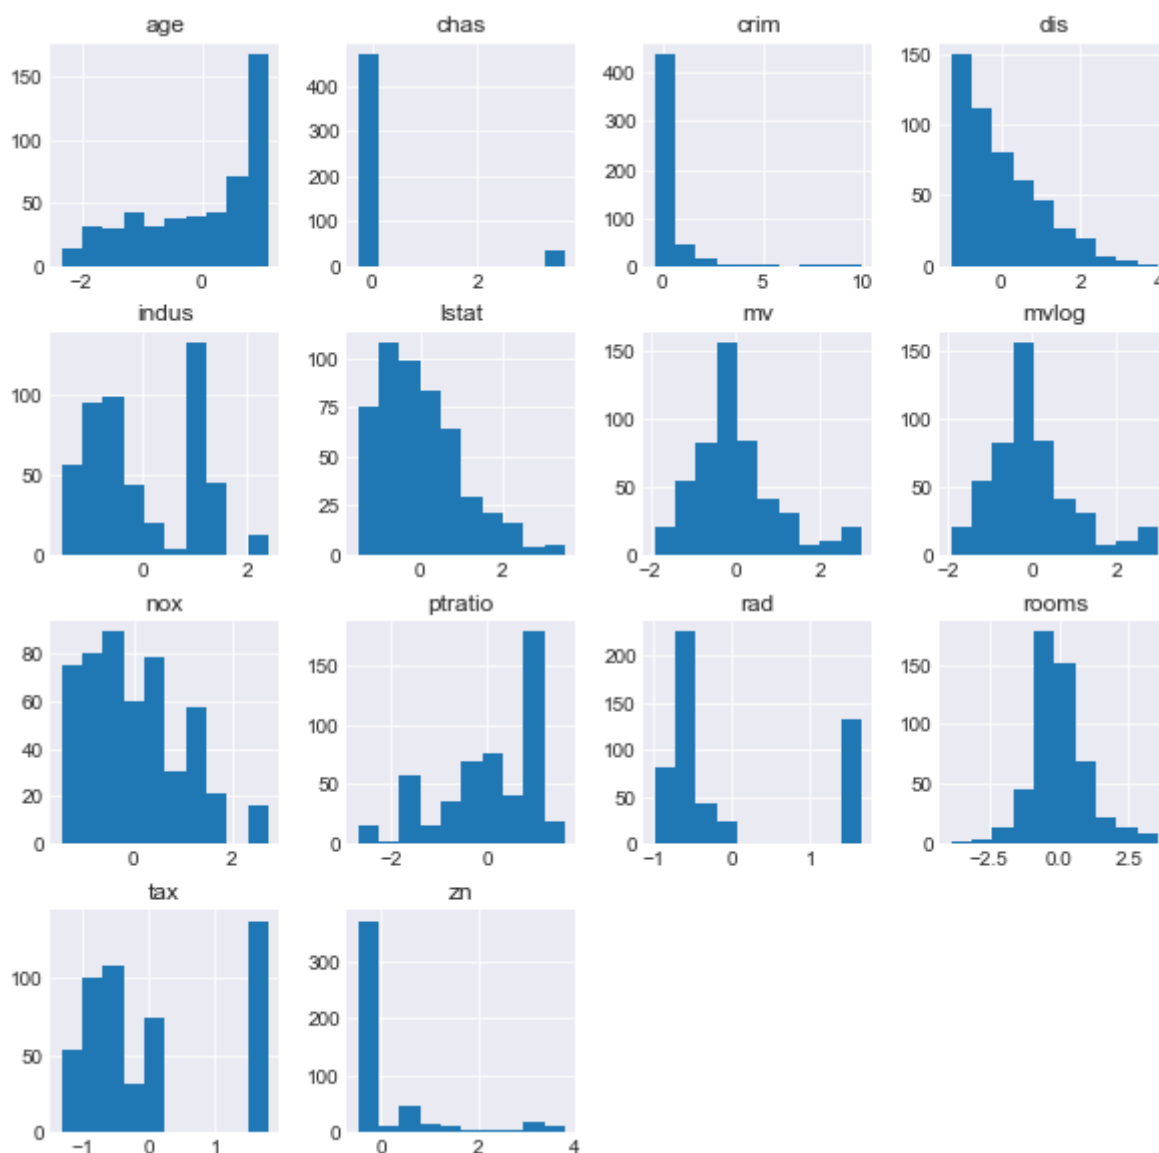 age chas crim dis
150 100 50 0
400 300 200 100 0
400 300 200 100 0
150 100 50 0
−2 0
0 2
0 5 10
0 2 4
indus lstat mv mvlog
100 50 0
100 75 50 25 0
150 100 50 0
150 100 50 0
0 2
0 2
−2 0 2
−2 0 2
nox ptratio rad rooms
80 60 40 20 0
150 100 50 0
200 150 100 50 0
150 100 50 0
0 2
−2 0
−1 0 1
−2.5 0.0 2.5
tax zn
100 50 0
300 200 100 0
−1 0 1
0 2 4